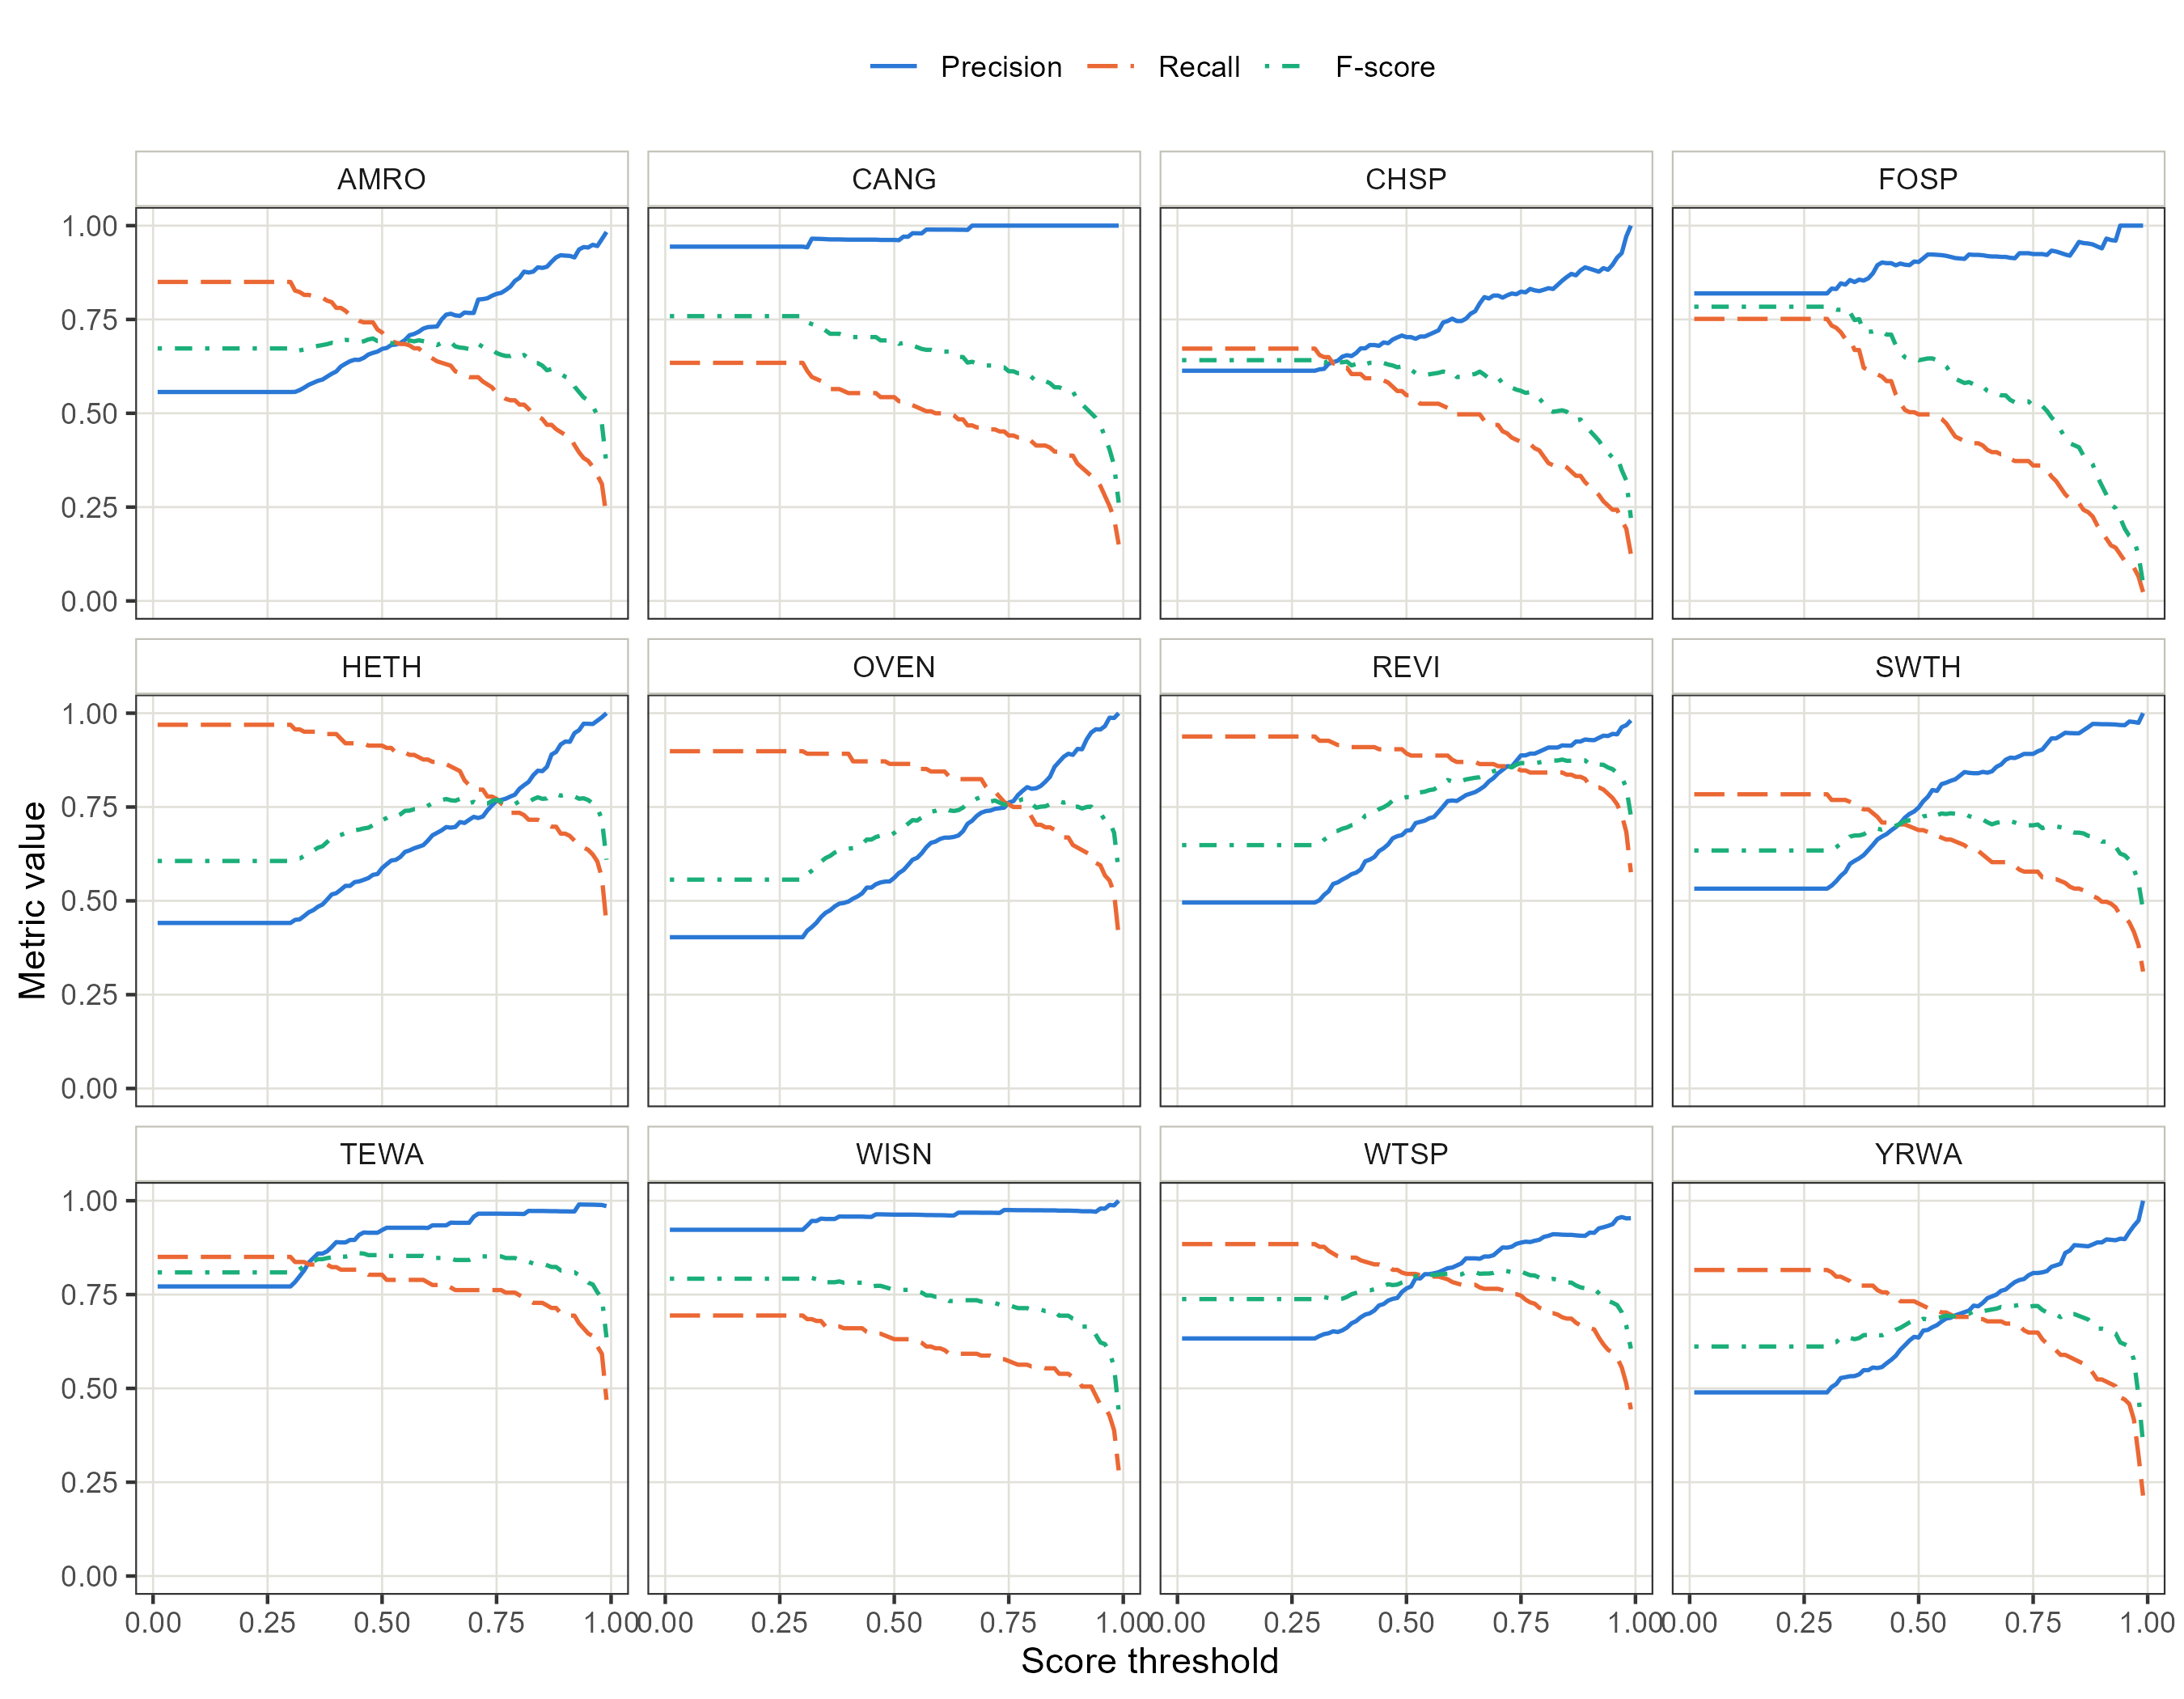 Precision Recall F-score
AMRO CANG CHSP FOSP
1.00
0.75
0.50
0.25
0.00
HETH OVEN REVI SWTH
1.00
0.75
0.50
0.25
0.00
TEWA WISN WTSP YRWA
1.00
0.75
0.50
0.25
0.00
0.00 0.25 0.50 0.75 1.00 0.00 0.25 0.50 0.75 1.00 0.00 0.25 0.50 0.75 1.00 0.00 0.25 0.50 0.75 1.00
Score threshold
Metric value